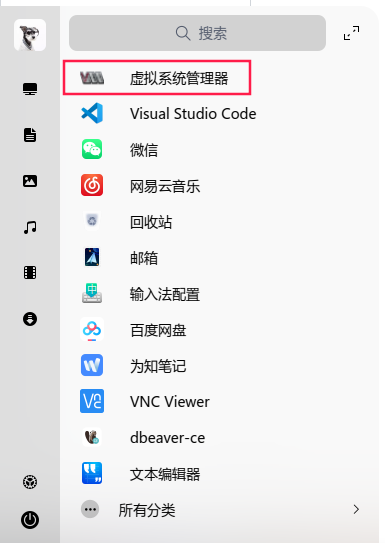 搜索
虚拟系统管理器
Visual Studio Code
微信
网易云音乐
回收站
邮箱
输入法配置
百度网盘
为知笔记
VNC Viewer
dbeaver-ce
文本编辑器
所有分类